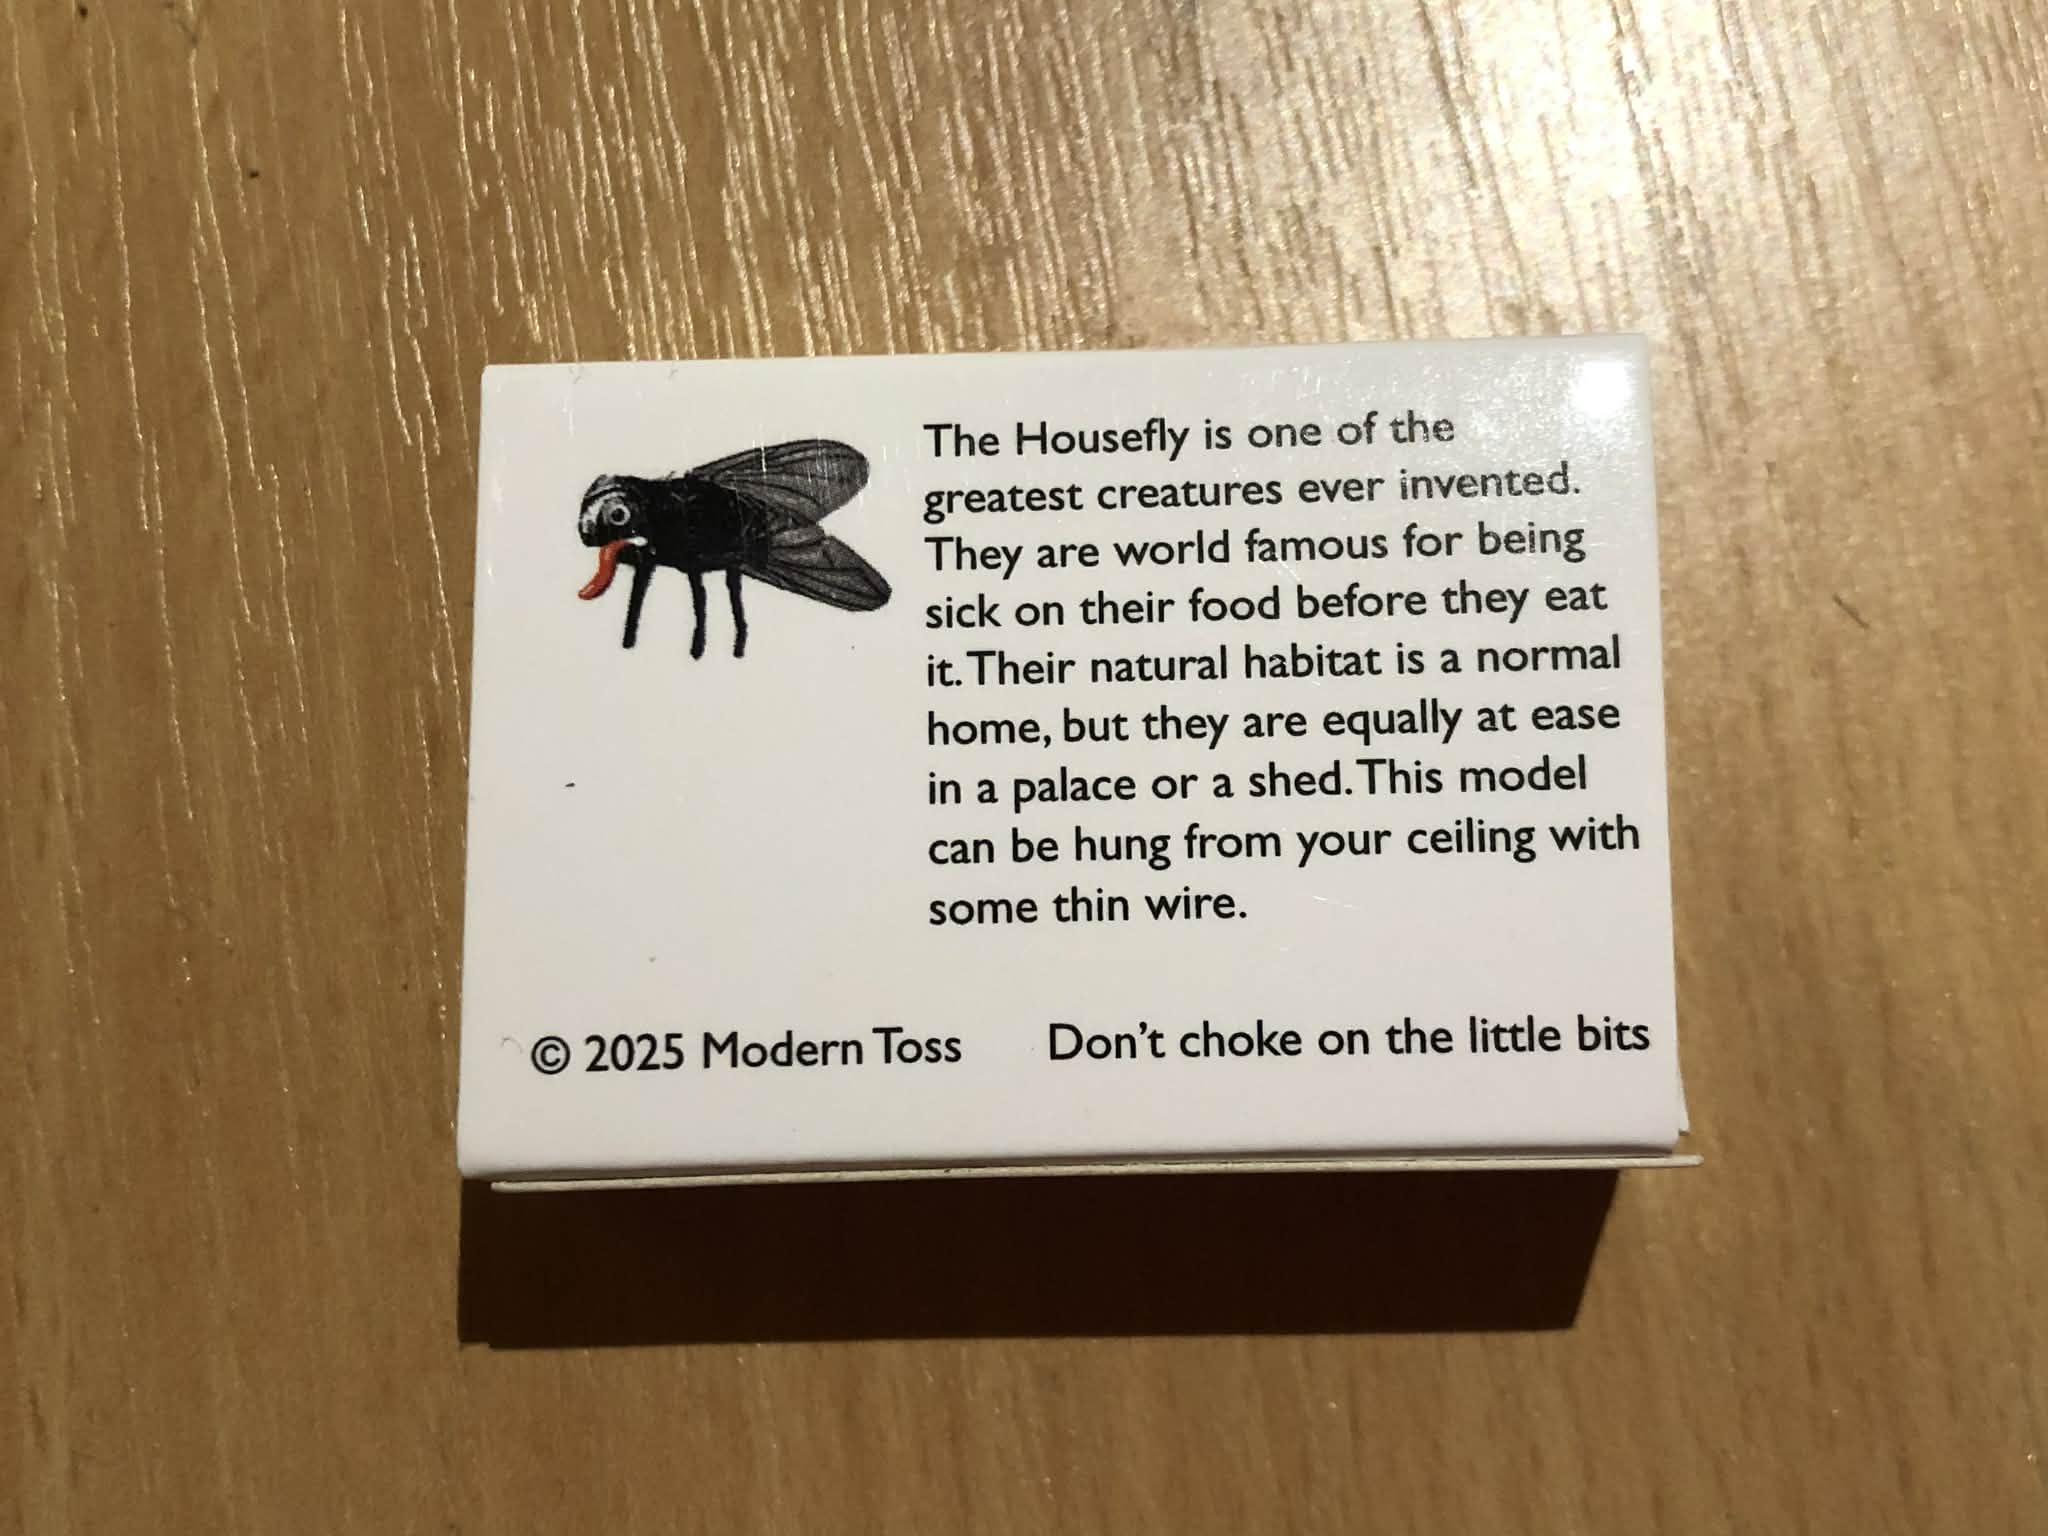 The Housefly is one of the
greatest creatures ever invented.
They are world famous for being
sick on their food before they eat
it. Their natural habitat is a normal
home, but they are equally at ease
in a palace or a shed. This model
can be hung from your ceiling with
some thin wire.
© 2025 Modern Toss
Don't choke on the little bits